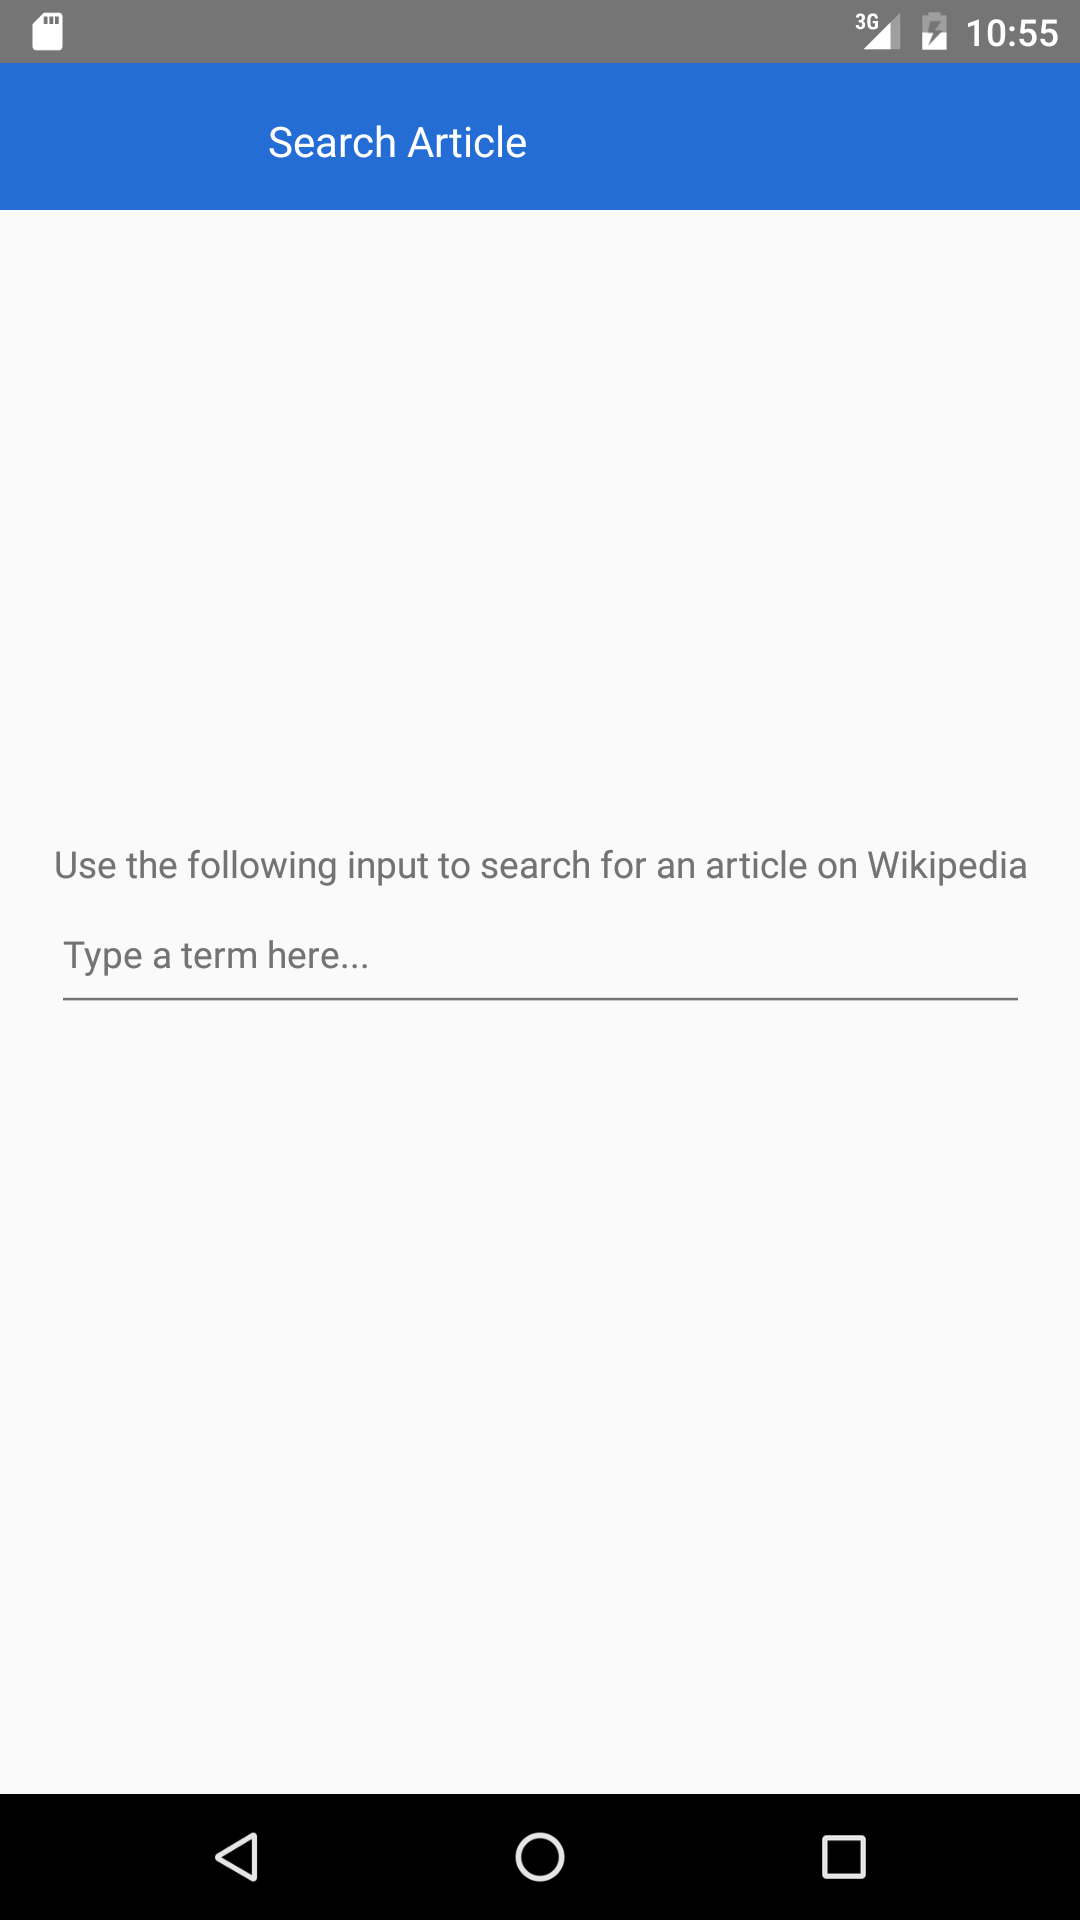 3G 10:55
Search Article
Use the following input to search for an article on Wikipedia
Type a term here...